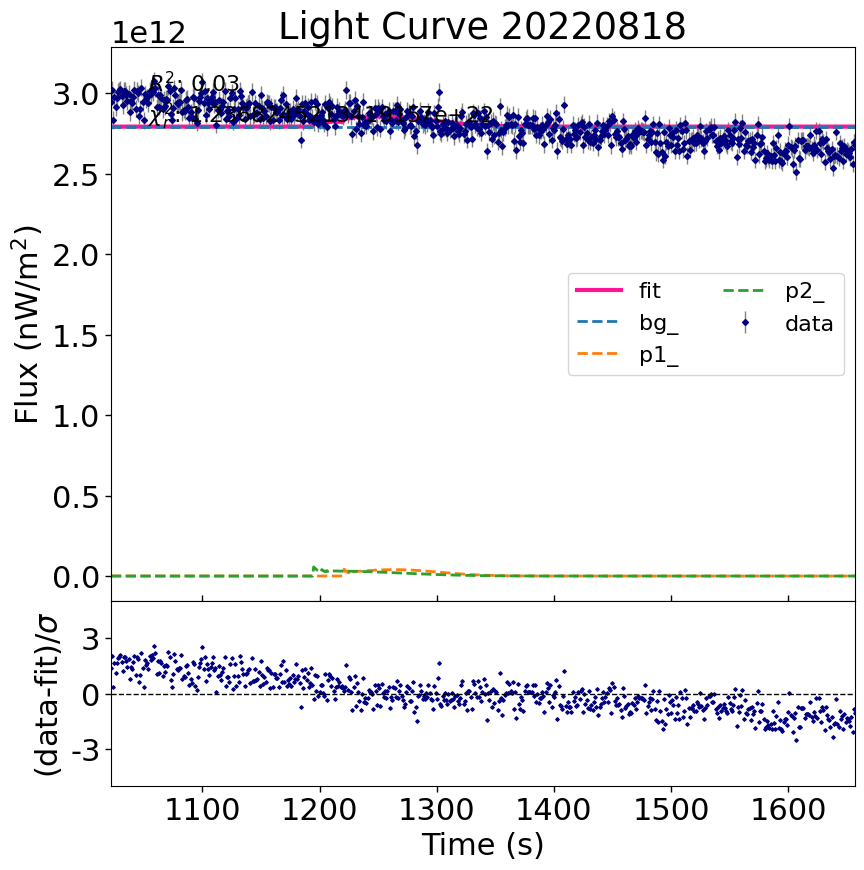 Light Curve 20220818
1e12
R²: 0.03
3.0
2.5
2.0
1.5
1.0
0.5
0.0
Flux (nW/m²)
fit
bg_
p1_
p2_
data
3
0
-3
(data-fit)/σ
1100 1200 1300 1400 1500 1600
Time (s)